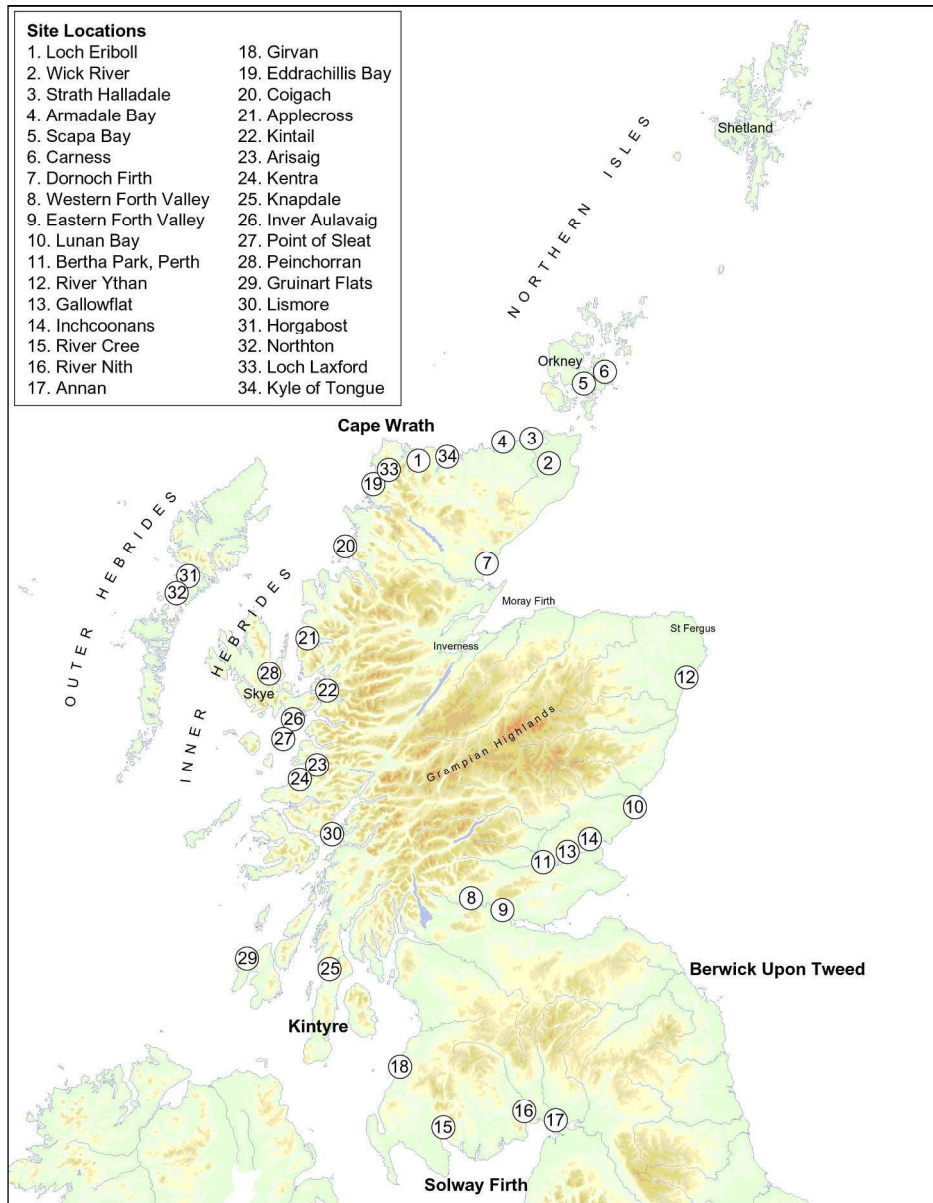 Site Locations
1. Loch Eriboll
2. Wick River
3. Strath Halladale
4. Armadale Bay
5. Scapa Bay
6. Carness
7. Dornoch Firth
8. Western Forth Valley
9. Eastern Forth Valley
10. Lunan Bay
11. Bertha Park, Perth
12. River Ythan
13. Gallowflat
14. Inchcoonans
15. River Cree
16. River Nith
17. Annan
18. Girvan
19. Eddrachillis Bay
20. Coigach
21. Applecross
22. Kintail
23. Arisaig
24. Kentra
25. Knapdale
26. Inver Aulavaig
27. Point of Sleat
28. Peinchorran
29. Gruinart Flats
30. Lismore
31. Horgabost
32. Northton
33. Loch Laxford
34. Kyle of Tongue
Shetland
NORTHERN ISLES
Orkney
6
5
Cape Wrath
4
3
34
1
2
33
19
OUTER HEBRIDES
20
7
31
32
INNER HEBRIDES
Moray Firth
St Fergus
21
Inverness
28
Skye
22
12
26
27
Grampian Highlands
23
24
10
30
14
13
11
8
9
29
25
Berwick Upon Tweed
Kintyre
18
16
17
15
Solway Firth